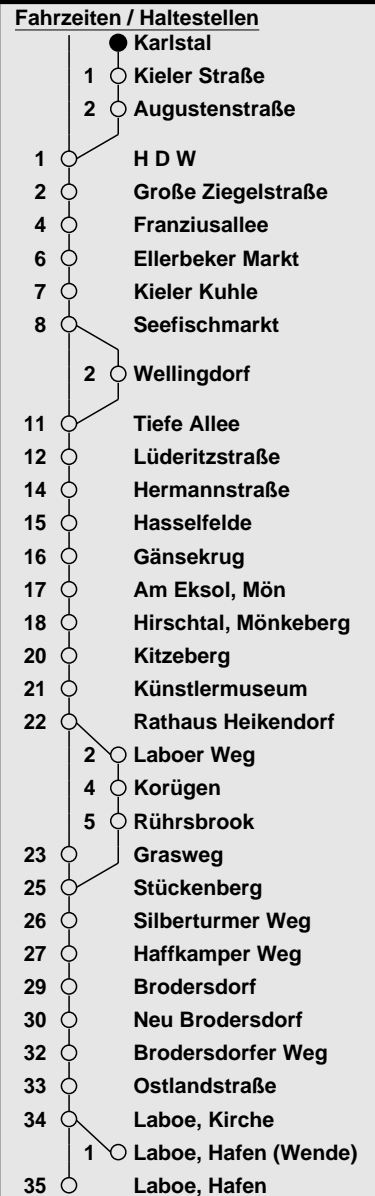 Fahrzeiten / Haltestellen
Karlstal
1 Kieler Straße
2 Augustenstraße
1 H D W
2 Große Ziegelstraße
4 Franziusallee
6 Ellerbeker Markt
7 Kieler Kuhle
8 Seefischmarkt
2 Wellingdorf
11 Tiefe Allee
12 Lüderitzstraße
14 Hermannstraße
15 Hasselfelde
16 Gänsekrug
17 Am Eksol, Mön
18 Hirschtal, Mönkeberg
20 Kitzeberg
21 Künstlermuseum
22 Rathaus Heikendorf
2 Laboer Weg
4 Korügen
5 Rührsbrook
23 Grasweg
25 Stückenberg
26 Silberturmer Weg
27 Haffkamper Weg
29 Brodersdorf
30 Neu Brodersdorf
32 Brodersdorfer Weg
33 Ostlandstraße
34 Laboe, Kirche
1 Laboe, Hafen (Wende)
35 Laboe, Hafen